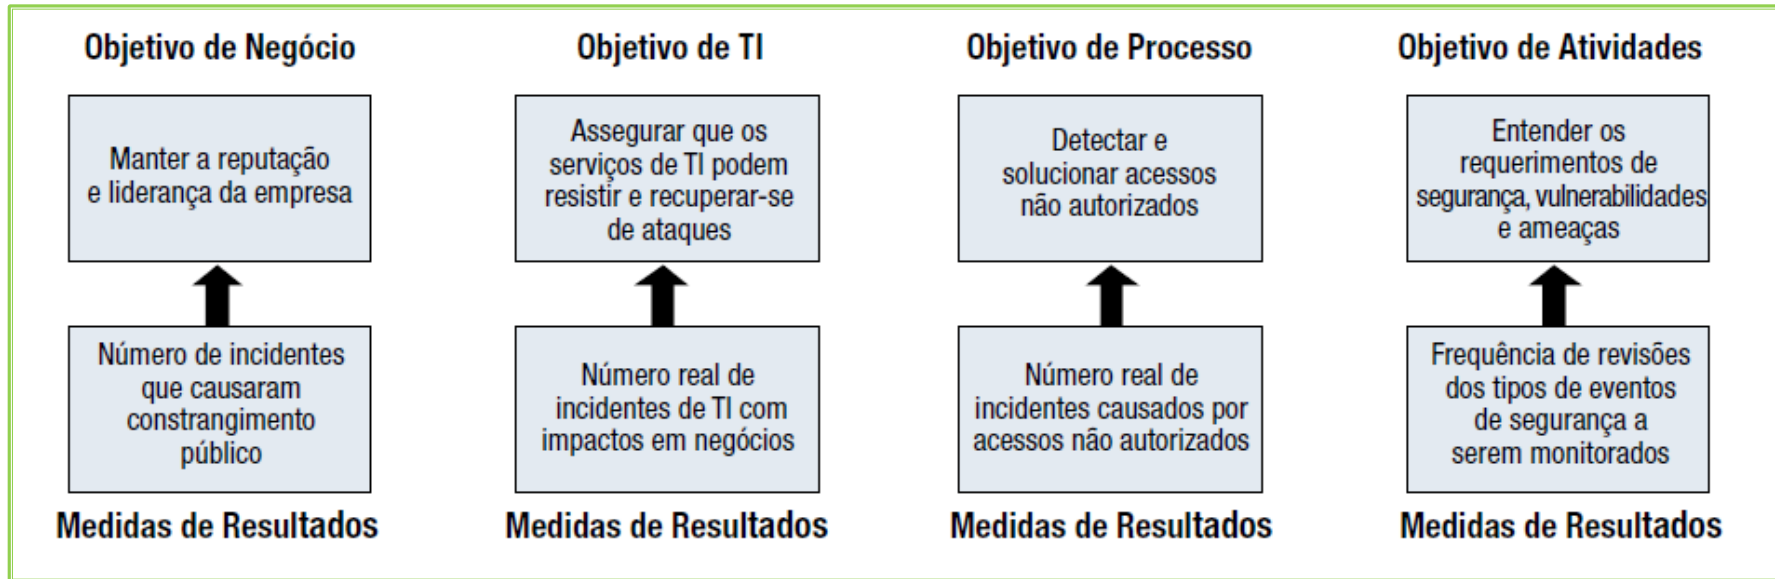 Objetivo de Negócio
Manter a reputação
e liderança da empresa
Número de incidentes
que causaram
constrangimento
público
Medidas de Resultados
Objetivo de TI
Assegurar que os
serviços de TI podem
resistir e recuperar-se
de ataques
Número real de
incidentes de TI com
impactos em negócios
Medidas de Resultados
Objetivo de Processo
Detectar e
solucionar acessos
não autorizados
Número real de
incidentes causados por
acessos não autorizados
Medidas de Resultados
Objetivo de Atividades
Entender os
requerimentos de
segurança, vulnerabilidades
e ameaças
Frequência de revisões
dos tipos de eventos
de segurança a
serem monitorados
Medidas de Resultados